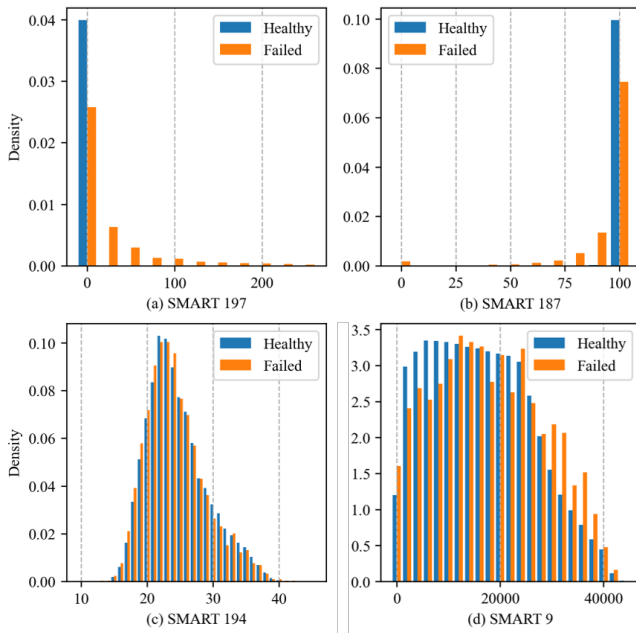 Density
0.04
0.03
0.02
0.01
0.00
Healthy
Failed
0 100 200
(a) SMART 197
0.10
0.08
0.06
0.04
0.02
0.00
Healthy
Failed
0 25 50 75 100
(b) SMART 187
Density
0.10
0.08
0.06
0.04
0.02
0.00
Healthy
Failed
10 20 30 40
(c) SMART 194
3.5
3.0
2.5
2.0
1.5
1.0
0.5
0.0
Healthy
Failed
0 20000 40000
(d) SMART 9